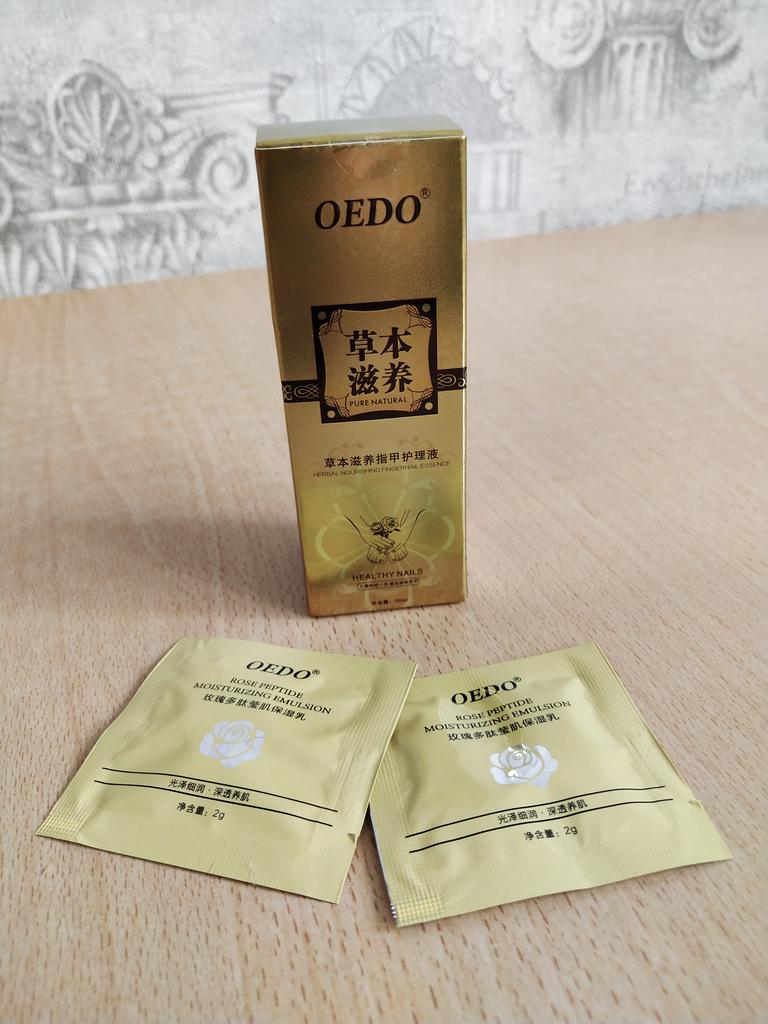 OEDO®
草本
滋养
PURE NATURAL
草本滋养指甲护理液
HERBAL NOURISHING FINGERNAIL ESSENCE
HEALTHY NAILS
净含量:
OEDO®
ROSE PEPTIDE
MOISTURIZING EMULSION
玫瑰多肽莹肌保湿乳
光泽细润·深透养肌
净含量:2g
OEDO®
ROSE PEPTIDE
MOISTURIZING EMULSION
玫瑰多肽莹肌保湿乳
光泽细润·深透养肌
净含量:2g